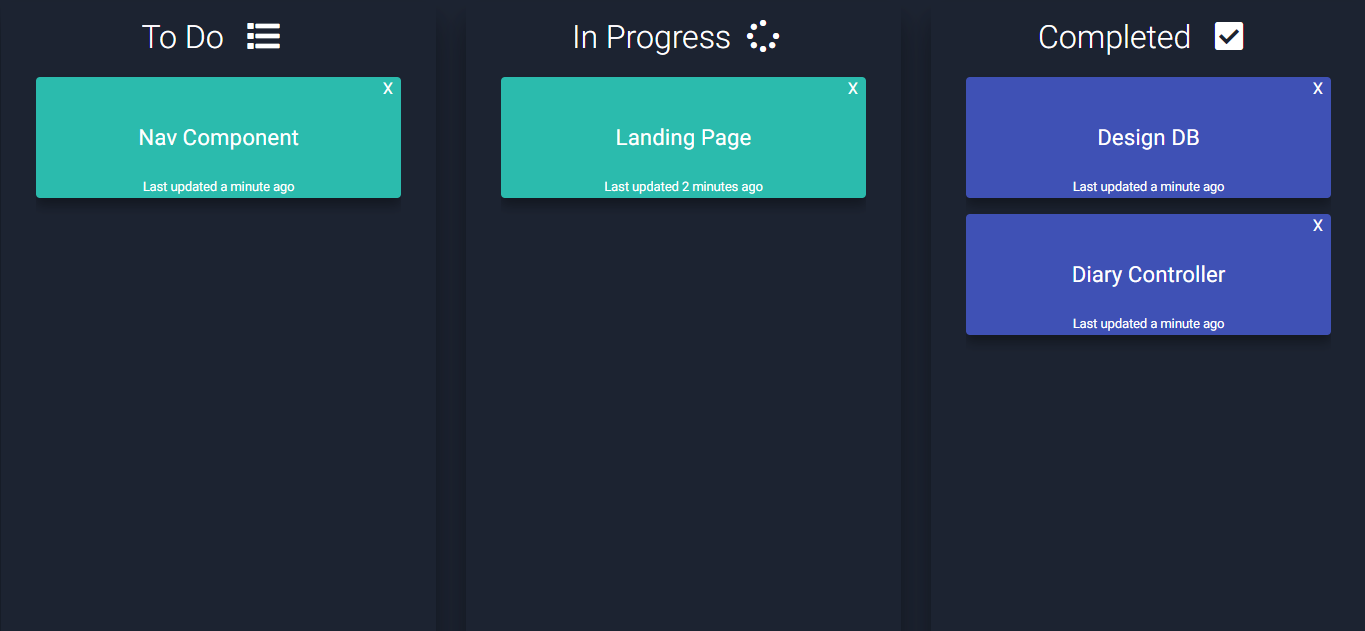 To Do
X
Nav Component
Last updated a minute ago
In Progress
X
Landing Page
Last updated 2 minutes ago
Completed
X
Design DB
Last updated a minute ago
X
Diary Controller
Last updated a minute ago